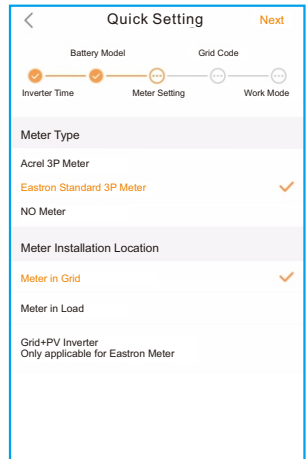 Quick Setting
Next
Battery Model
Grid Code
Inverter Time
Meter Setting
Work Mode
Meter Type
Acrel 3P Meter
Eastron Standard 3P Meter
NO Meter
Meter Installation Location
Meter in Grid
Meter in Load
Grid+PV Inverter
Only applicable for Eastron Meter